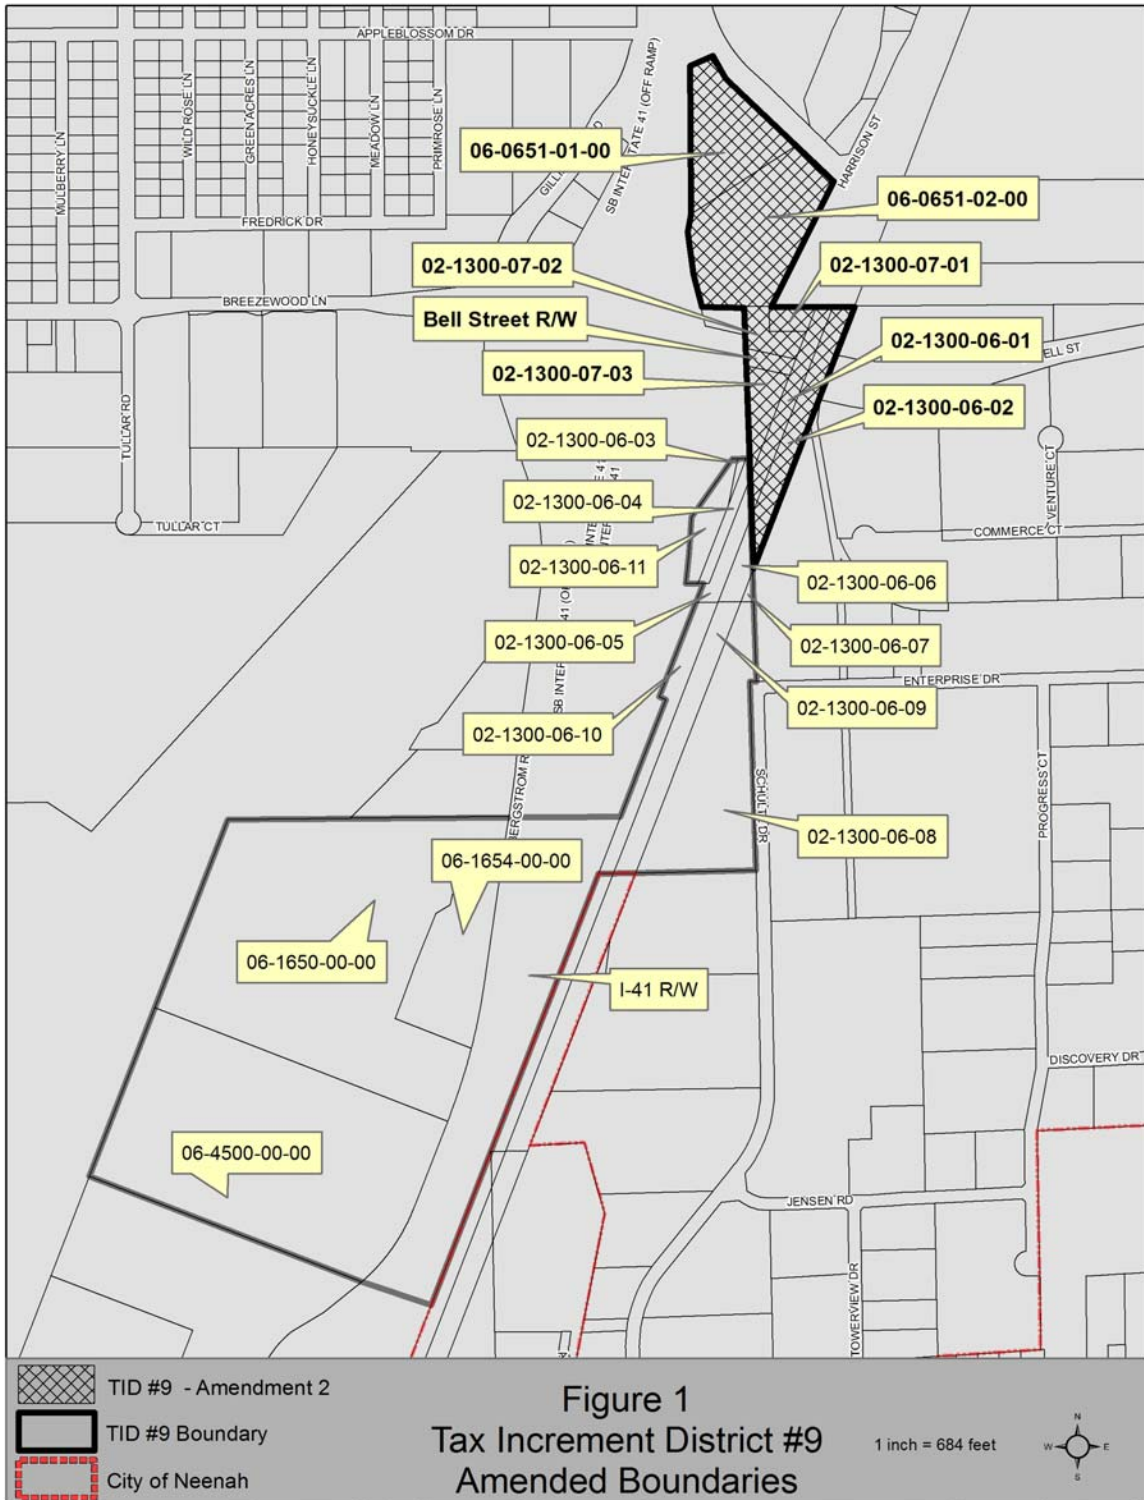 APPLEBLOSSOM DR
MULBERRY LN
WILD ROSE LN
GREEN ACRES LN
HONEYSUCKLE LN
MEADOW LN
PRIMROSE LN
SB INTERSTATE 41 (OFF RAMP)
HARRISON ST
06-0651-01-00
06-0651-02-00
FREDRICK DR
02-1300-07-02
02-1300-07-01
BREEZEWOOD LN
Bell Street R/W
02-1300-06-01
ELL ST
02-1300-07-03
02-1300-06-02
TULLAR RD
02-1300-06-03
VENTURE CT
02-1300-06-04
TULLAR CT
COMMERCE CT
02-1300-06-11
02-1300-06-06
02-1300-06-05
02-1300-06-07
ENTERPRISE DR
SB INTER
02-1300-06-09
02-1300-06-10
BERGSTROM R
DR
PROGRESS CT
02-1300-06-08
06-1654-00-00
06-1650-00-00
I-41 R/W
DISCOVERY DR
06-4500-00-00
JENSEN RD
TOWERVIEW DR
TID #9 - Amendment 2
TID #9 Boundary
City of Neenah
Figure 1
Tax Increment District #9
Amended Boundaries
1 inch = 684 feet
N
W
E
S